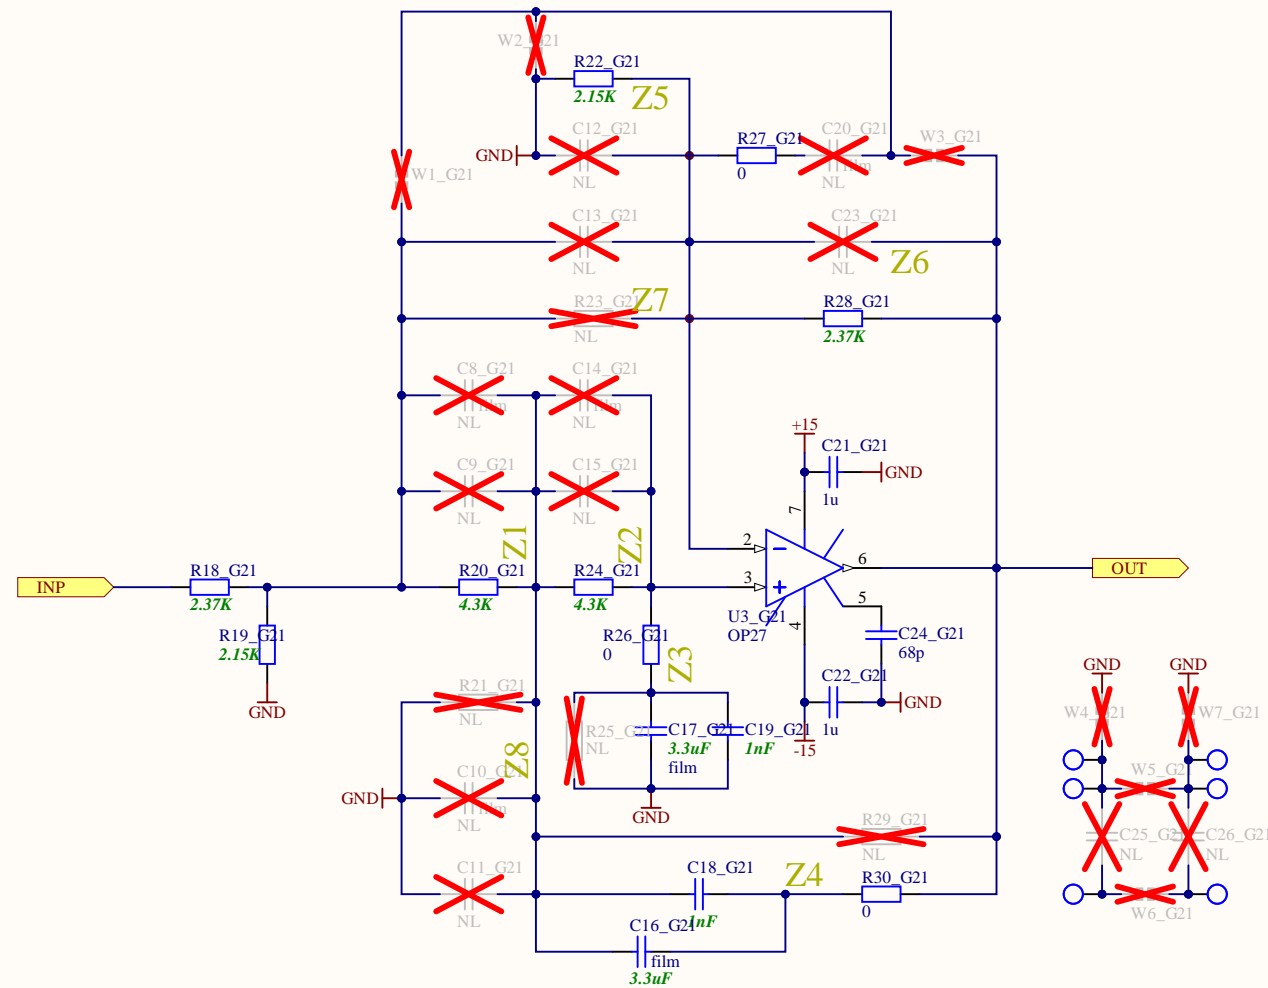 W2_G21
R22_G21
2.15K
Z5
C12_G21
GND
NL
R27_G21
0
C20_G21
film
NL
W3_G21
W1_G21
C13_G21
NL
C23_G21
NL
Z6
R23_G21
NL
Z7
R28_G21
2.37K
C8_G21
film
NL
C14_G21
film
NL
C9_G21
NL
C15_G21
NL
Z1
Z2
+15
C21_G21
GND
1u
7
2
3
6
5
4
U3_G21
OP27
INP
R18_G21
2.37K
R19_G21
2.15K
GND
R20_G21
4.3K
R24_G21
4.3K
OUT
R26_G21
0
Z3
C24_G21
68p
C22_G21
GND
1u
-15
R21_G21
NL
R25_G21
NL
C17_G21
3.3uF
film
C19_G21
1nF
GND
Z8
C10_G21
GND
film
NL
C11_G21
NL
R29_G21
NL
C18_G21
1nF
Z4
R30_G21
0
C16_G21
film
3.3uF
GND
GND
W4_G21
W7_G21
W5_G21
C25_G21
NL
C26_G21
NL
W6_G21